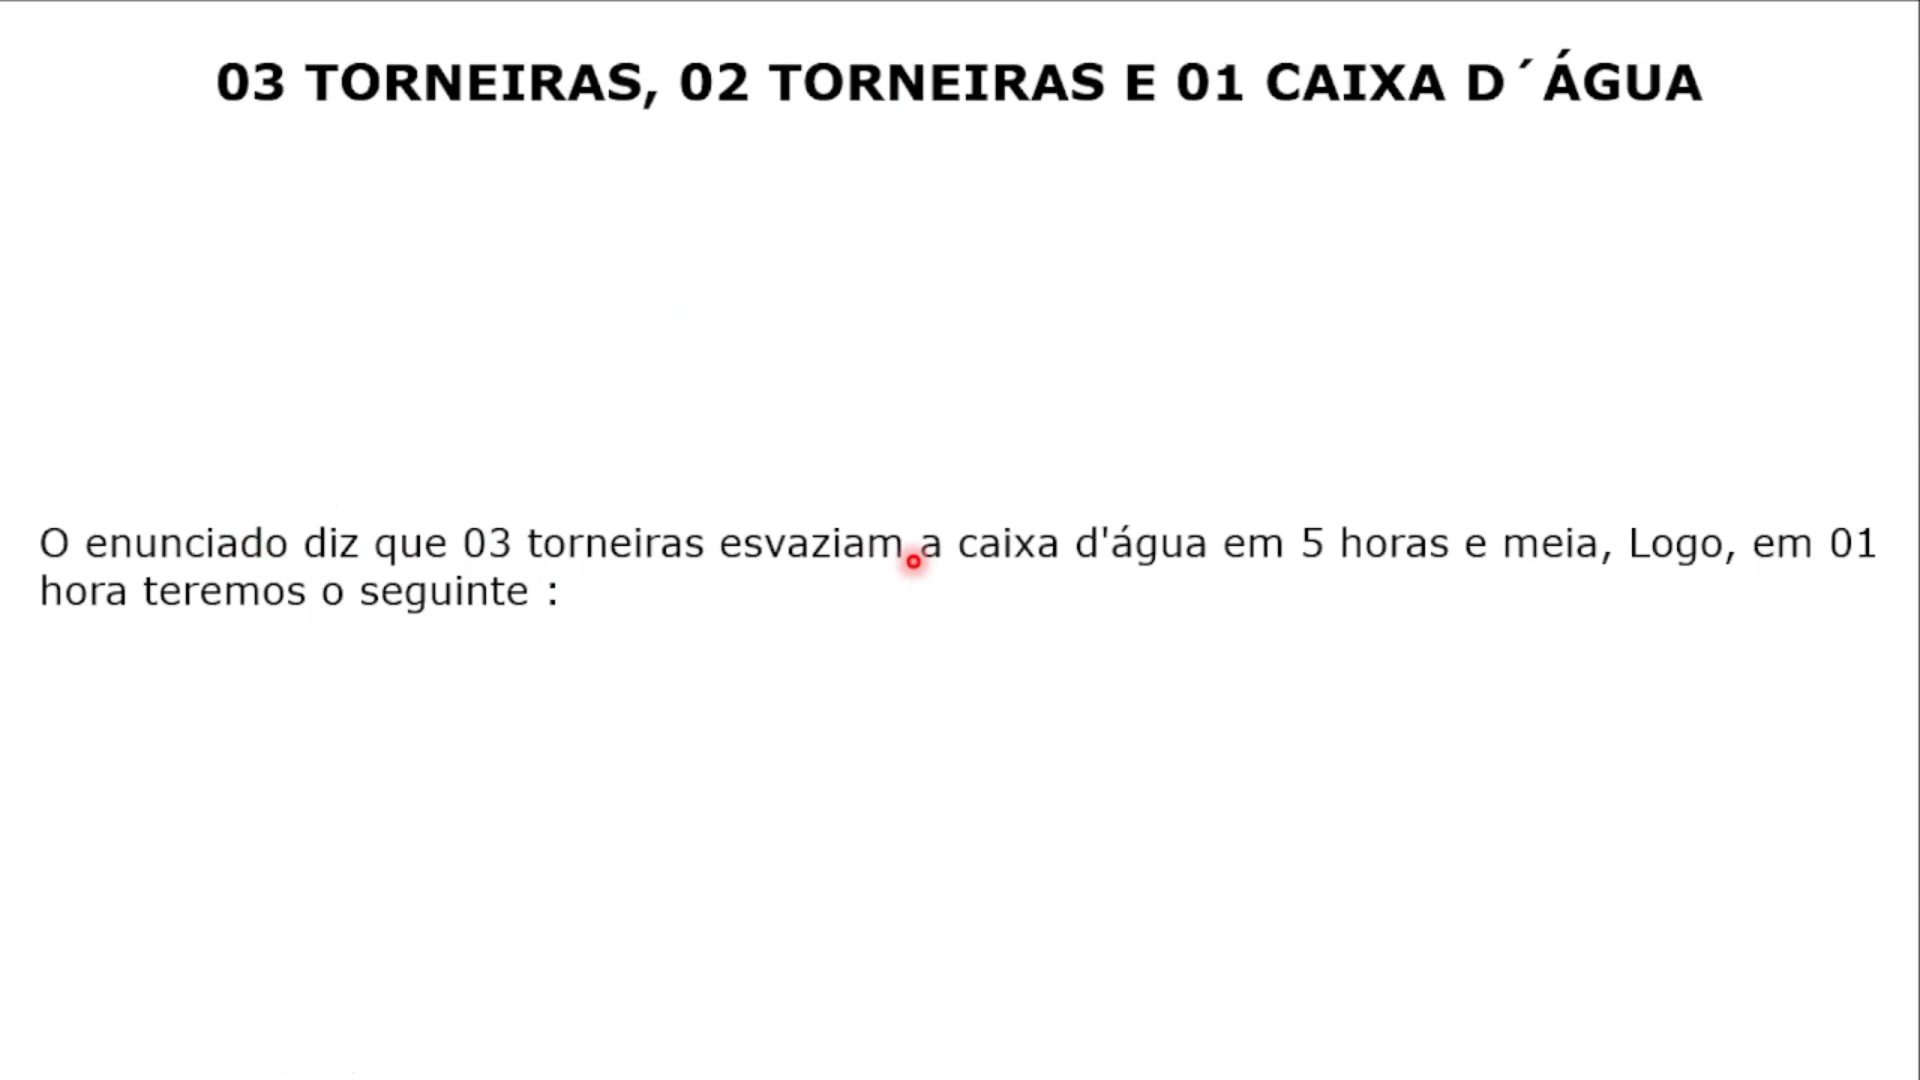 03 TORNEIRAS, 02 TORNEIRAS E 01 CAIXA D´ÁGUA
O enunciado diz que 03 torneiras esvaziam a caixa d'água em 5 horas e meia, Logo, em 01
hora teremos o seguinte :